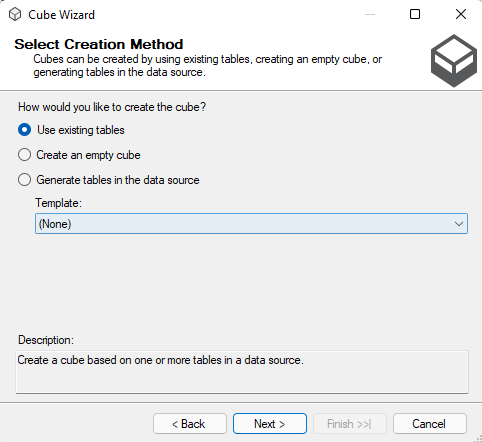 Cube Wizard
Select Creation Method
Cubes can be created by using existing tables, creating an empty cube, or
generating tables in the data source.
How would you like to create the cube?
Use existing tables
Create an empty cube
Generate tables in the data source
Template:
(None)
Description:
Create a cube based on one or more tables in a data source.
< Back
Next >
Finish >>|
Cancel